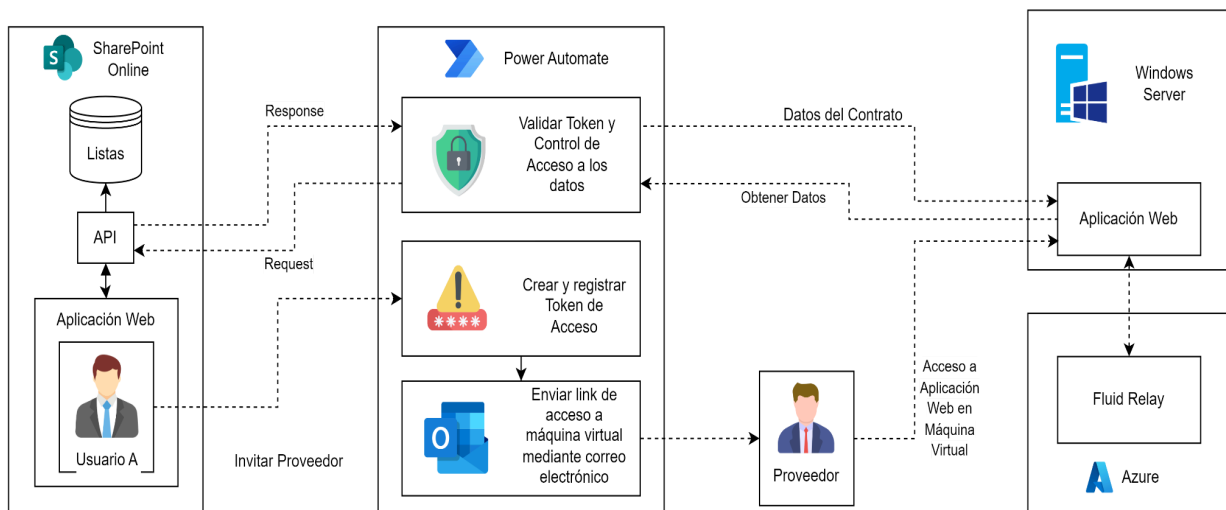 SharePoint
Online
Listas
API
Aplicación Web
Usuario A
Response
Request
Invitar Proveedor
Power Automate
Validar Token y
Control de
Acceso a los
datos
Crear y registrar
Token de
Acceso
Enviar link de
acceso a
máquina virtual
mediante correo
electrónico
Datos del Contrato
Obtener Datos
Proveedor
Acceso a
Aplicación
Web en
Máquina
Virtual
Windows
Server
Aplicación Web
Fluid Relay
Azure